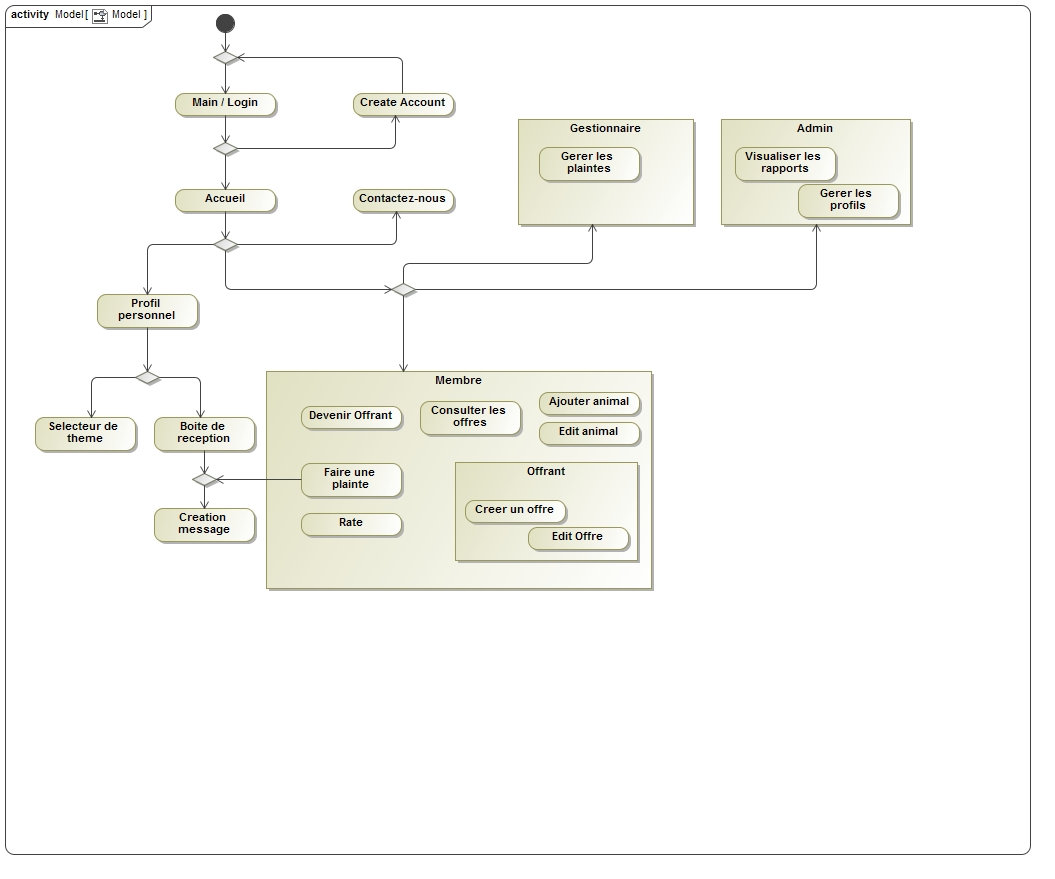 activity Model[ Model ]
Main / Login
Create Account
Gestionnaire
Gerer les
plaintes
Admin
Visualiser les
rapports
Gerer les
profils
Accueil
Contactez-nous
Profil
personnel
Selecteur de
theme
Boite de
reception
Creation
message
Membre
Devenir Offrant
Consulter les
offres
Ajouter animal
Edit animal
Faire une
plainte
Rate
Offrant
Creer un offre
Edit Offre